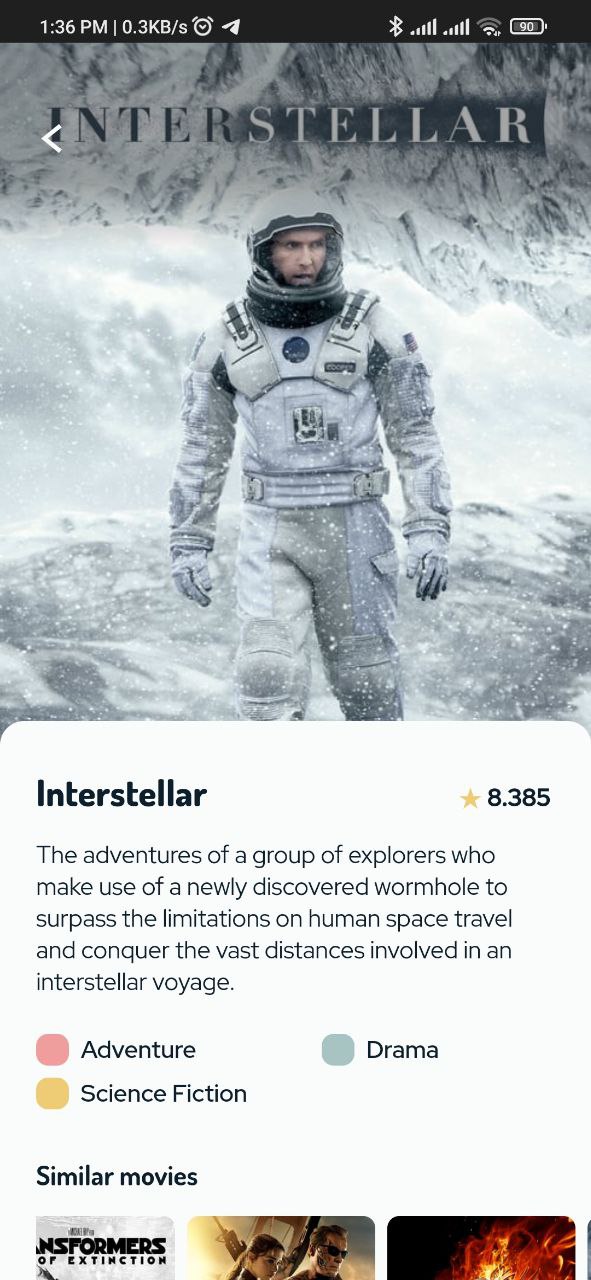 1:36 PM | 0.3KB/s
90
INTERSTELLAR
COOPER
Interstellar
8.385
The adventures of a group of explorers who
make use of a newly discovered wormhole to
surpass the limitations on human space travel
and conquer the vast distances involved in an
interstellar voyage.
Adventure
Drama
Science Fiction
Similar movies
NSFORMERS
OF EXTINCTION